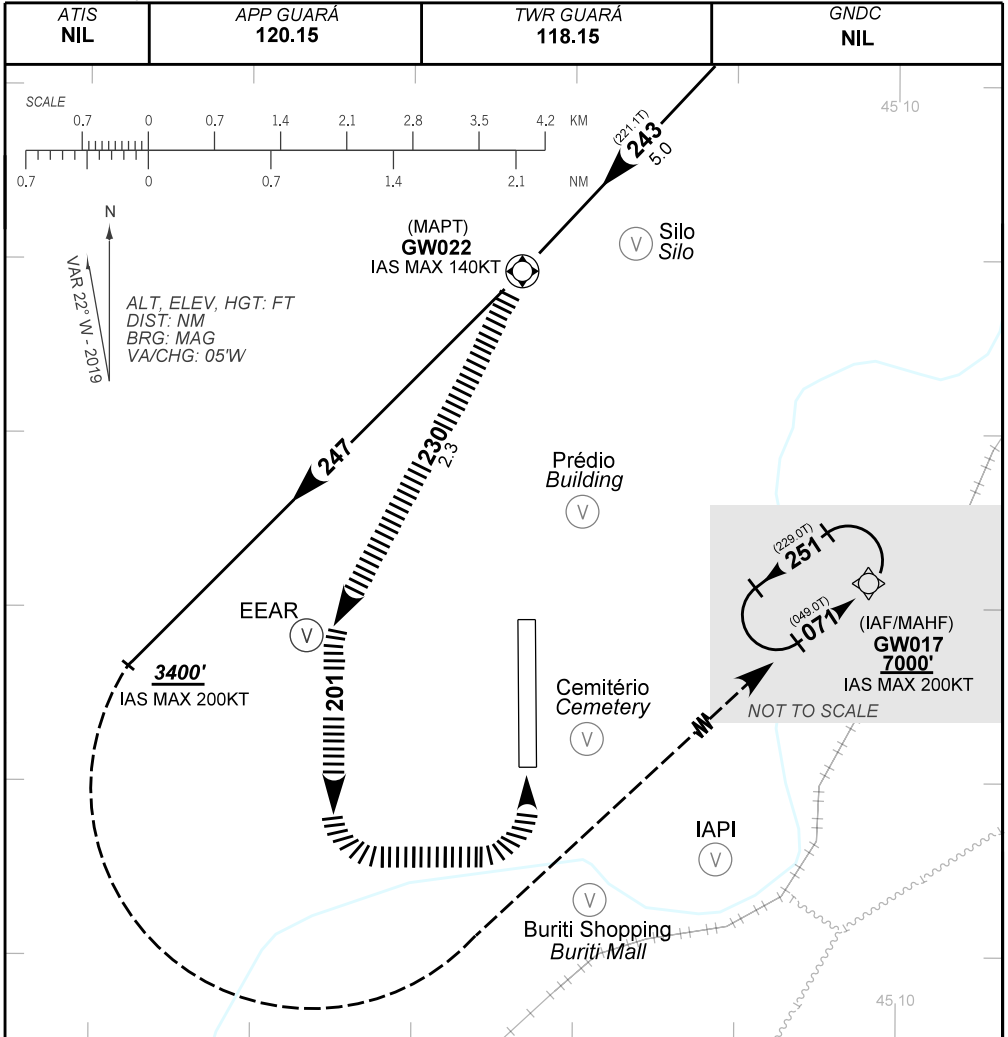 ATIS
NIL
APP GUARÁ
120.15
TWR GUARÁ
118.15
GNDC
NIL
SCALE
0.7 0 0.7 1.4 2.1 2.8 3.5 4.2 KM
0.7 0 0.7 1.4 2.1 NM
45 10
(221.1T)
243
5.0
N
VAR 22° W - 2019
ALT, ELEV, HGT: FT
DIST: NM
BRG: MAG
VA/CHG: 05'W
(MAPT)
GW022
IAS MAX 140KT
V
Silo
Silo
247
230
2.3
Prédio
Building
V
(229.0T)
251
(049.0T)
071
(IAF/MAHF)
GW017
7000'
IAS MAX 200KT
NOT TO SCALE
EEAR
V
3400'
IAS MAX 200KT
201
Cemitério
Cemetery
V
IAPI
V
V
Buriti Shopping
Buriti Mall
45 10